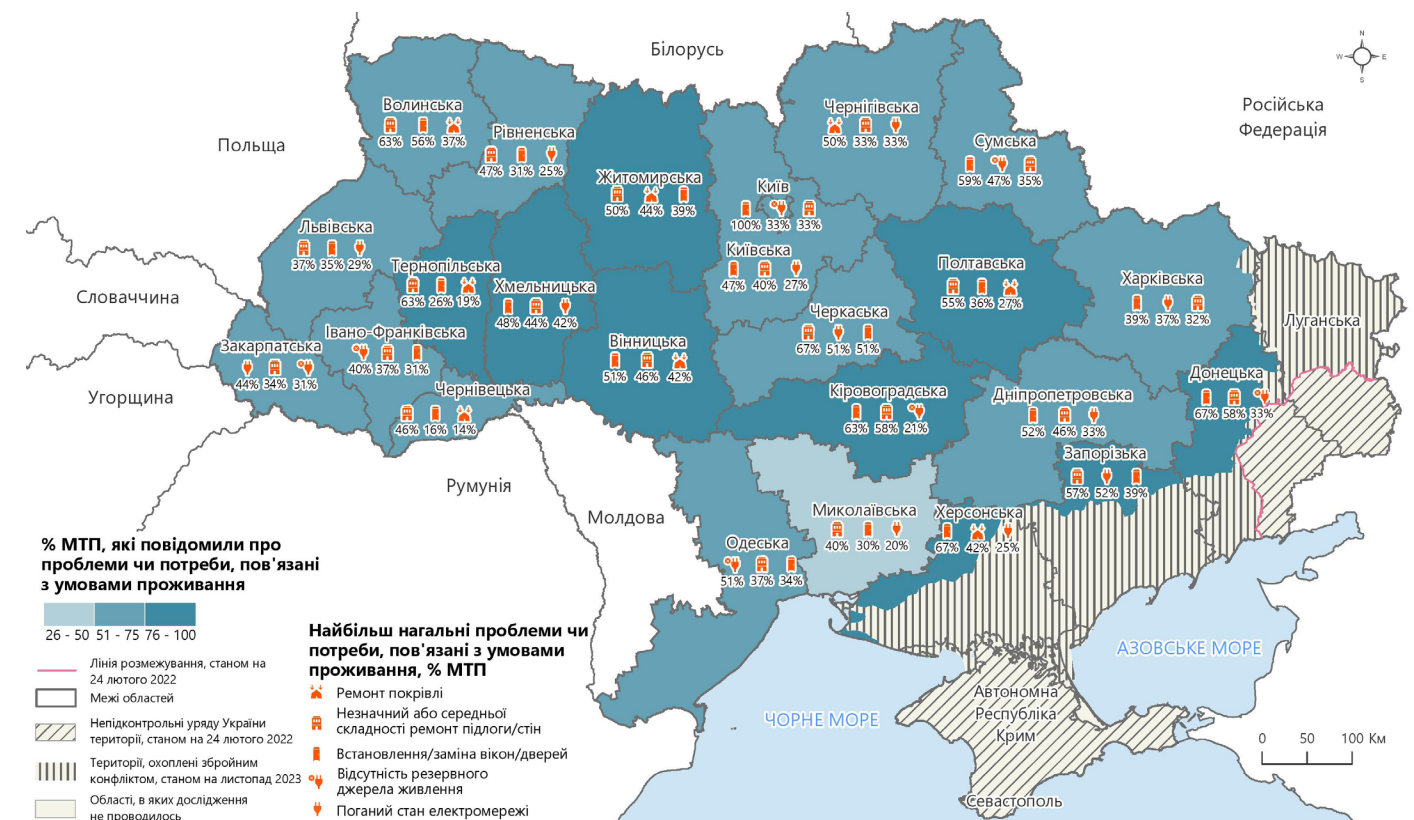 Білорусь
N
W
E
S
Російська
Федерація
Польща
Словаччина
Угорщина
Румунія
Молдова
Волинська
63% 56% 37%
Рівненська
47% 31% 25%
Житомирська
50% 44% 39%
Чернігівська
50% 33% 33%
Сумська
59% 47% 35%
Київ
100% 33% 33%
Київська
47% 40% 27%
Львівська
37% 35% 29%
Тернопільська
63% 26% 19%
Хмельницька
48% 44% 42%
Полтавська
55% 36% 27%
Харківська
39% 37% 32%
Луганська
Черкаська
67% 51% 51%
Івано-Франківська
40% 37% 31%
Закарпатська
44% 34% 31%
Вінницька
51% 46% 42%
Чернівецька
46% 16% 14%
Кіровоградська
63% 58% 21%
Дніпропетровська
52% 46% 33%
Донецька
67% 58% 33%
Запорізька
57% 52% 39%
Миколаївська
40% 30% 20%
Херсонська
67% 42% 25%
Одеська
51% 37% 34%
АЗОВСЬКЕ МОРЕ
ЧОРНЕ МОРЕ
Автономна
Республіка
Крим
Севастополь
0 50 100 Км
% МТП, які повідомили про
проблеми чи потреби, пов'язані
з умовами проживання
26 - 50 51 - 75 76 - 100
Лінія розмежування, станом на
24 лютого 2022
Межі областей
Непідконтрольні уряду України
території, станом на 24 лютого 2022
Території, охоплені збройним
конфліктом, станом на листопад 2023
Області, в яких дослідження
не проводилось
Найбільш нагальні проблеми чи
потреби, пов'язані з умовами
проживання, % МТП
Ремонт покрівлі
Незначний або середньої
складності ремонт підлоги/стін
Встановлення/заміна вікон/дверей
Відсутність резервного
джерела живлення
Поганий стан електромережі